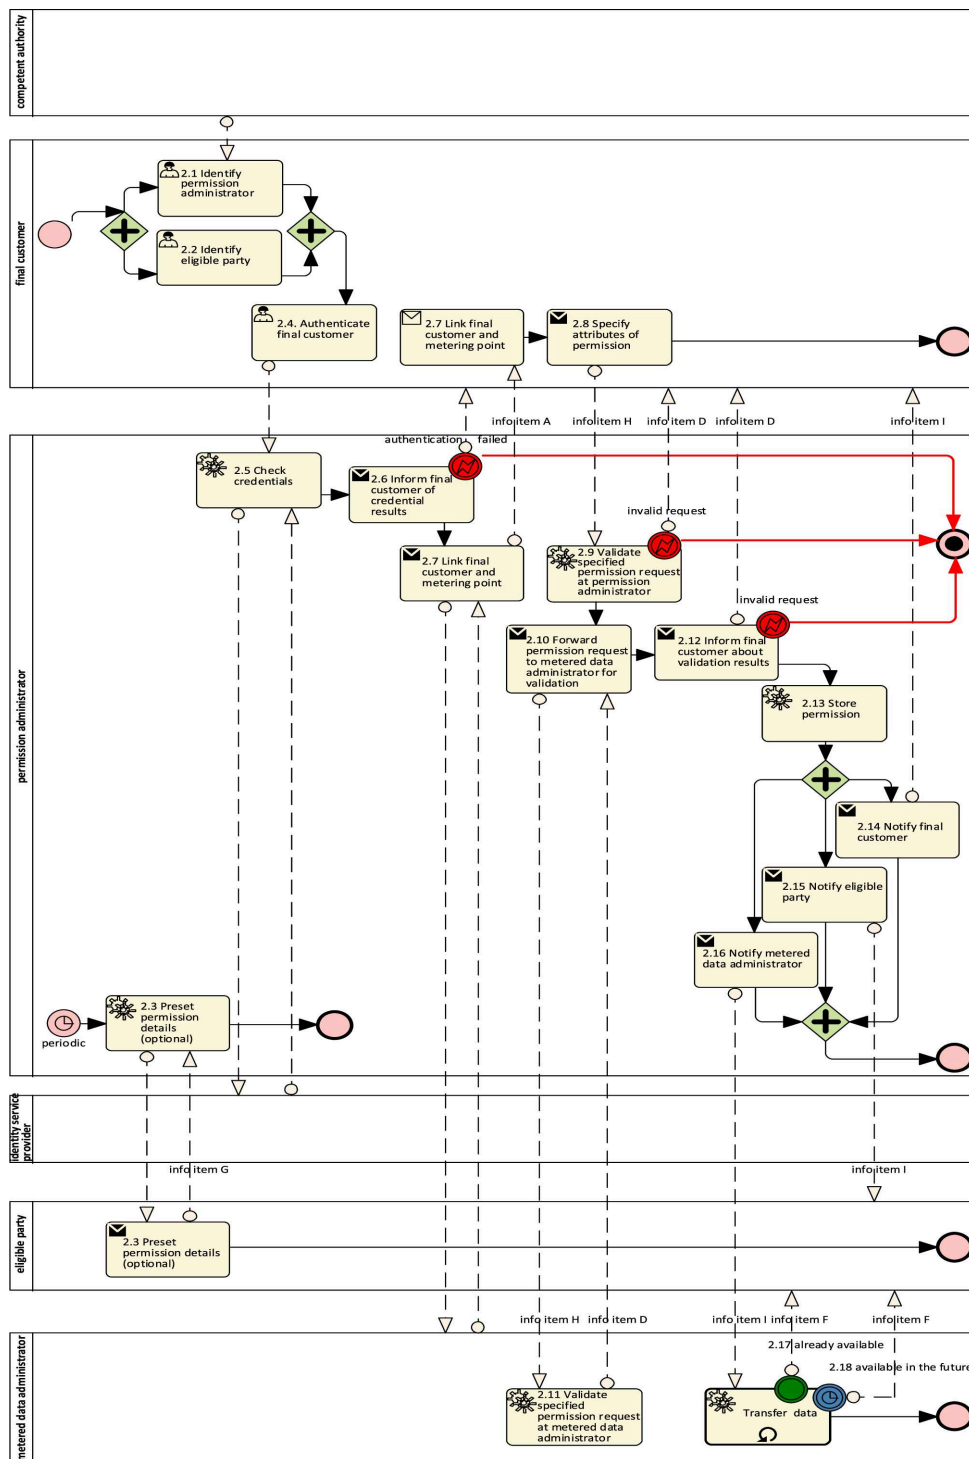 competent authority
final customer
2.1 Identify
permission
administrator
2.2 Identify
eligible party
2.4. Authenticate
final customer
2.7 Link final
customer and
metering point
2.8 Specify
attributes of
permission
info item A
info item H
info item D
info item D
info item I
permission administrator
authentication failed
2.5 Check
credentials
2.6 Inform final
customer of
credential
results
invalid request
2.7 Link final
customer and
metering point
2.9 Validate
specified
permission request
at permission
administrator
invalid request
2.10 Forward
permission request
to metered data
administrator for
validation
2.12 Inform final
customer about
validation results
2.13 Store
permission
2.14 Notify final
customer
2.15 Notify eligible
party
2.16 Notify metered
data administrator
2.3 Preset
permission
details
(optional)
periodic
identity service
provider
info item G
info item I
eligible party
2.3 Preset
permission details
(optional)
info item H
info item D
info item I
info item F
info item F
metered data administrator
2.17 already available
2.18 available in the future
2.11 Validate
specified
permission request
at metered data
administrator
Transfer data